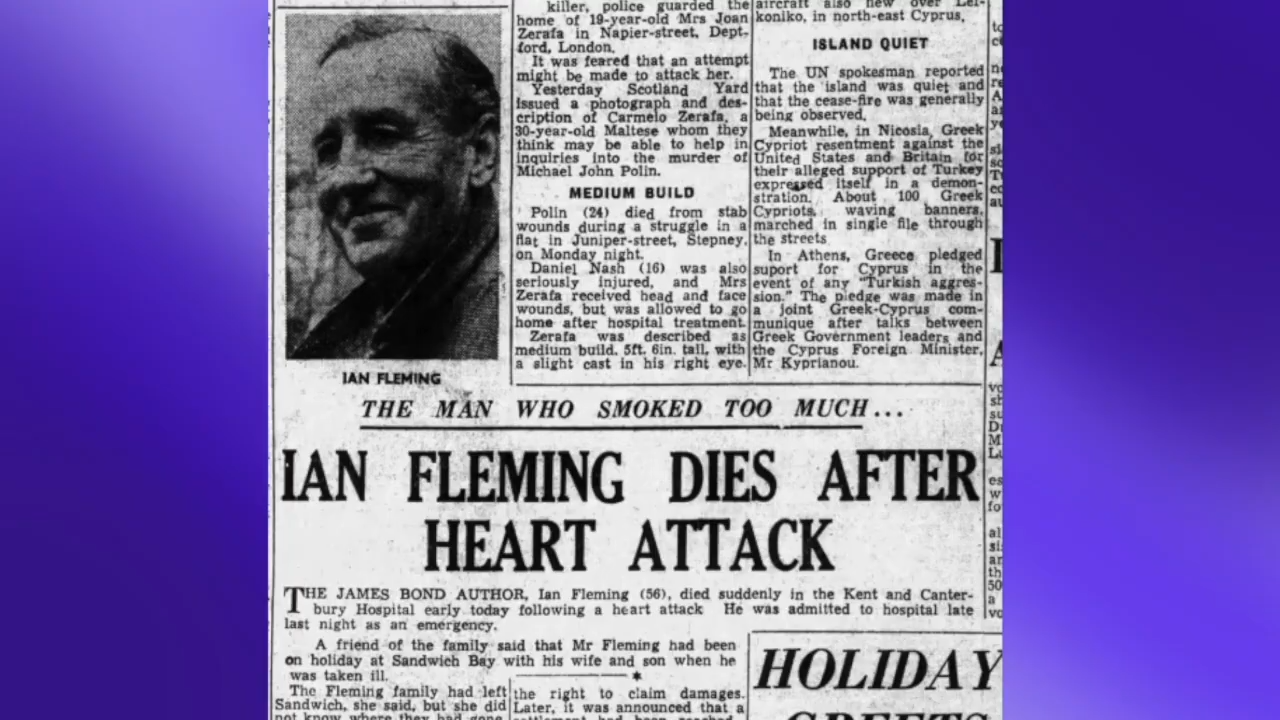 killer, police guarded the
home of 19-year-old Mrs Joan
Zerafa in Napier-street, Dept-
ford, London.
It was feared that an attempt
might be made to attack her.
Yesterday Scotland Yard
issued a photograph and des-
cription of Carmelo Zerafa, a
30-year-old Maltese whom they
think may be able to help in
inquiries into the murder of
Michael John Polin.
MEDIUM BUILD
Polin (24) died from stab
wounds during a struggle in a
flat in Juniper-street, Stepney,
on Monday night.
Daniel Nash (16) was also
seriously injured, and Mrs
Zerafa received head and face
wounds, but was allowed to go
home after hospital treatment.
Zerafa was described as
medium build, 5ft. 6in. tall, with
a slight cast in his right eye.
aircraft also flew over Lef-
koniko, in north-east Cyprus.
ISLAND QUIET
The UN spokesman reported
that the island was quiet and
that the cease-fire was generally
being observed.
Meanwhile, in Nicosia, Greek
Cypriot resentment against the
United States and Britain for
their alleged support of Turkey
expressed itself in a demon-
stration. About 100 Greek
Cypriots, waving banners,
marched in single file through
the streets
In Athens, Greece pledged
suport for Cyprus in the
event of any "Turkish aggres-
sion." The pledge was made in
a joint Greek-Cyprus com-
munique after talks between
Greek Government leaders and
the Cyprus Foreign Minister,
Mr Kyprianou.
IAN FLEMING
THE MAN WHO SMOKED TOO MUCH...
IAN FLEMING DIES AFTER
HEART ATTACK
THE JAMES BOND AUTHOR, Ian Fleming (56), died suddenly in the Kent and Canter-
bury Hospital early today following a heart attack He was admitted to hospital late
last night as an emergency.
A friend of the family said that Mr Fleming had been
on holiday at Sandwich Bay with his wife and son when he
was taken ill.
The Fleming family had left
Sandwich, she said, but she did
not know where they had gone
the right to claim damages.
Later, it was announced that a
settlement had been reached
HOLIDAY